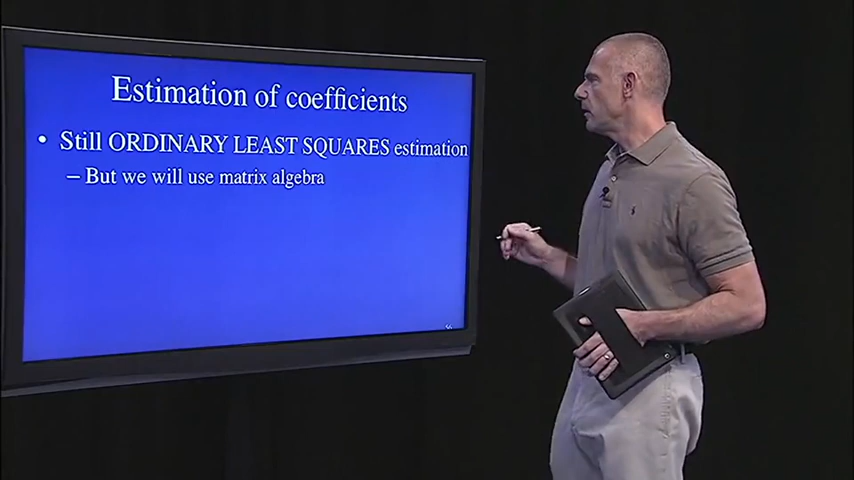 Estimation of coefficients
• Still ORDINARY LEAST SQUARES estimation
– But we will use matrix algebra